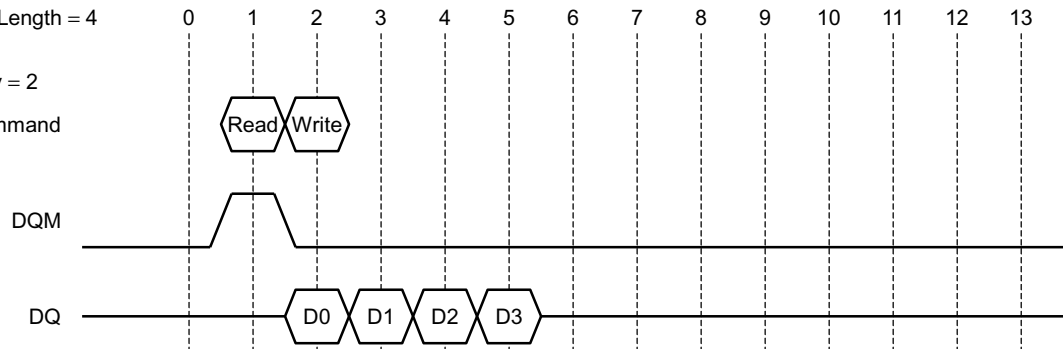 Length = 4 0 1 2 3 4 5 6 7 8 9 10 11 12 13
= 2
Read Write
DQM
DQ D0 D1 D2 D3